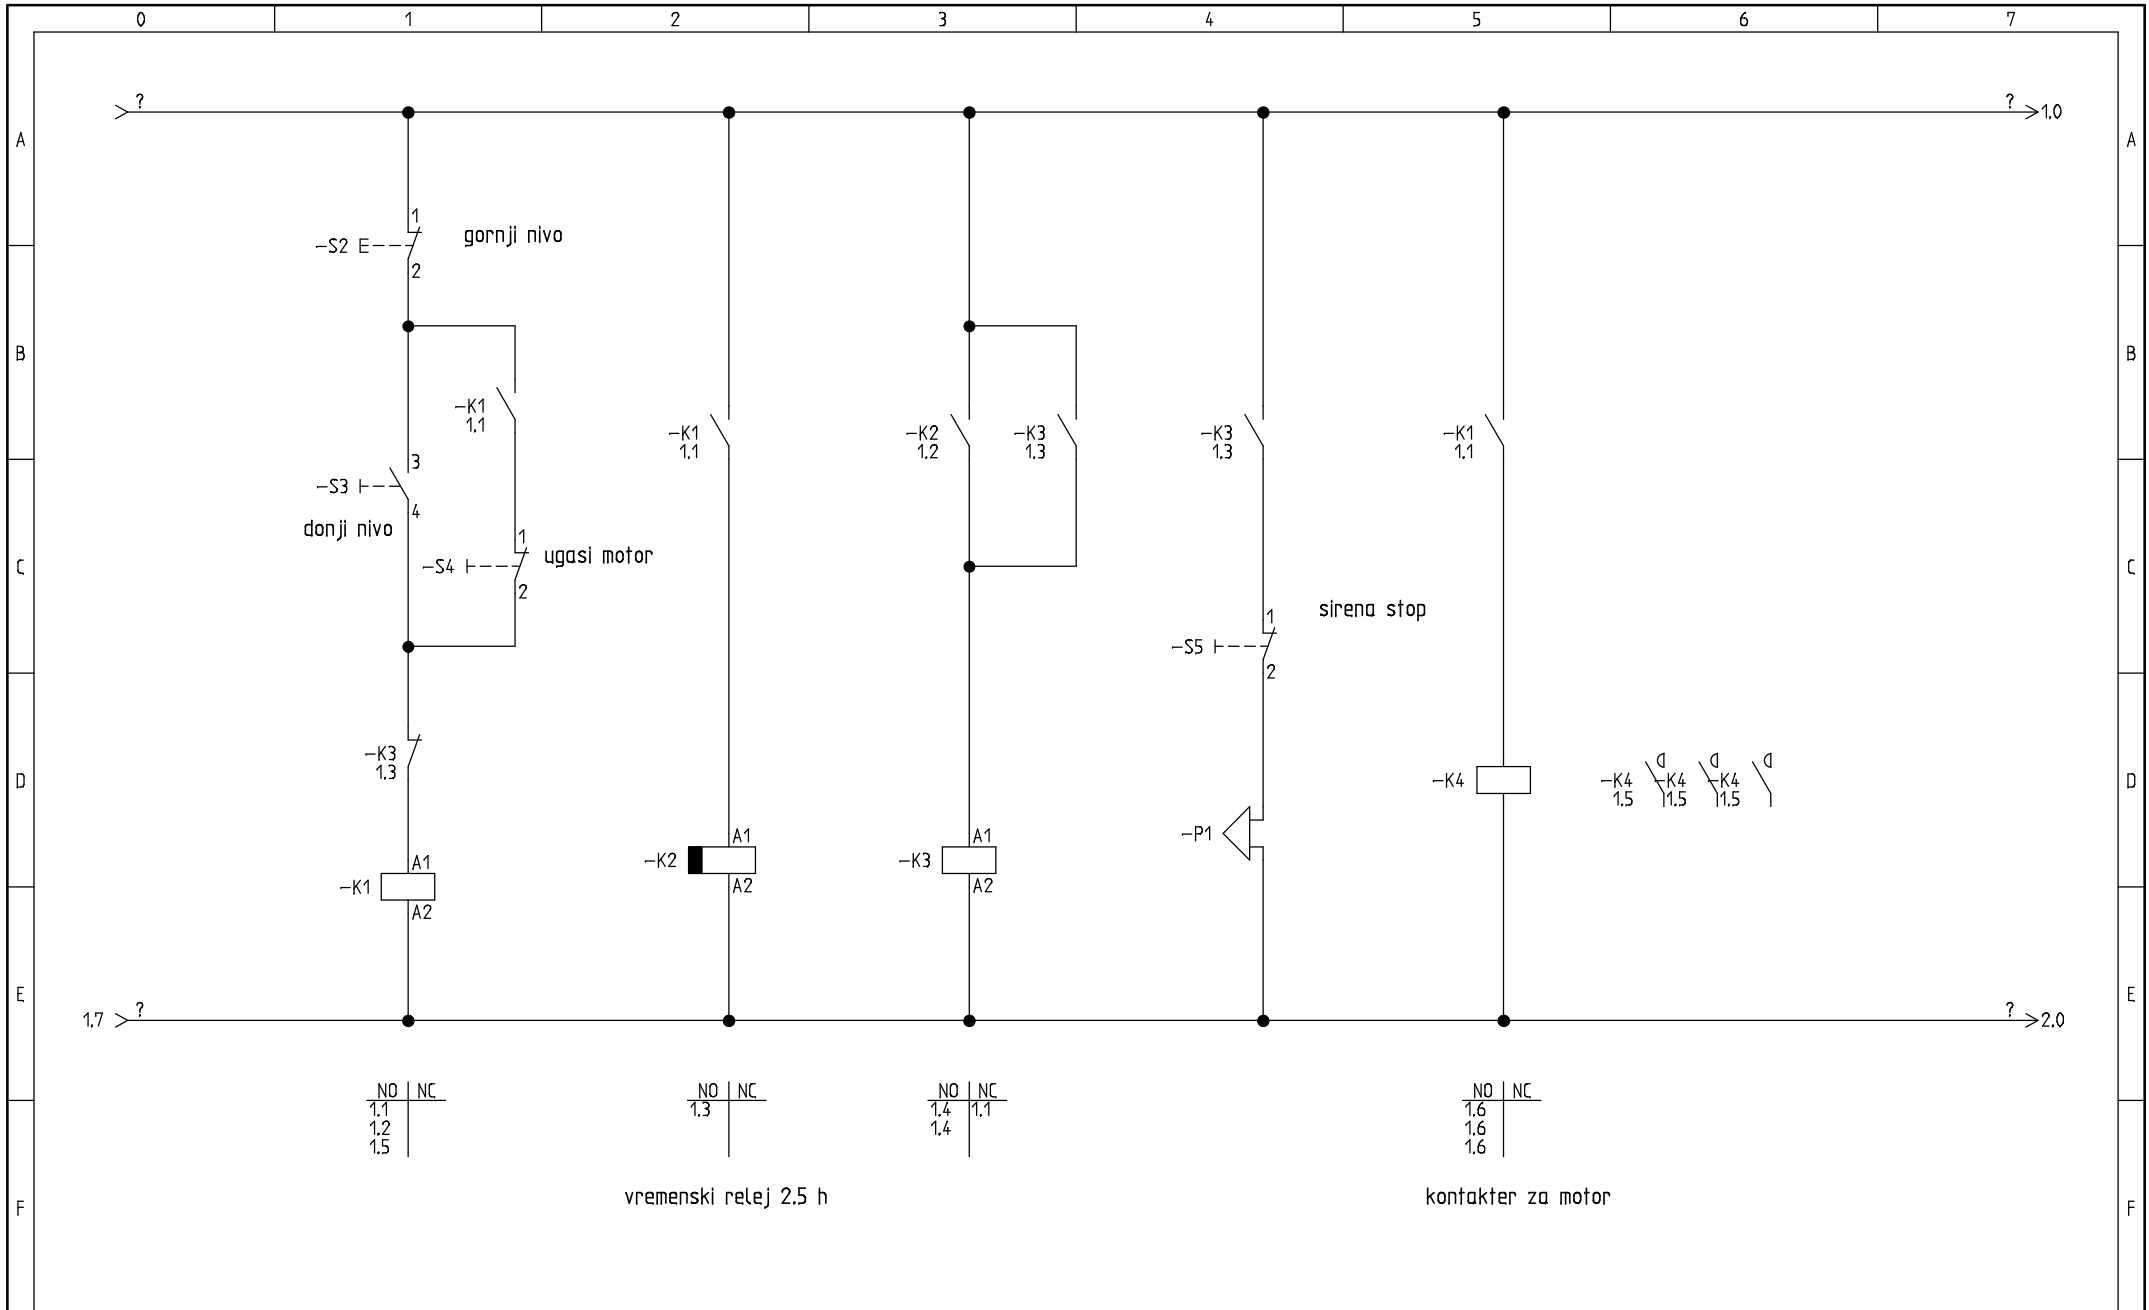 0 1 2 3 4 5 6 7
? ? 1.0
A A
1
-S2 gornji nivo
2
B B
-K1
1.1
-K1
1.1
-K2
1.2
-K3
1.3
-K3
1.3
-K1
1.1
3
-S3
4
donji nivo
1
-S4 ugasi motor
2
C C
sirena stop
1
-S5
2
-K3
1.3
D D
-K4
-K4
1.5
-K4
1.5
-K4
1.5
-P1
A1
-K1
A2
A1
-K2
A2
A1
-K3
A2
E E
1.7 ? ? 2.0
NO NC
1.1
1.2
1.5
NO NC
1.3
NO NC
1.4 1.1
1.4
NO NC
1.6
1.6
1.6
F F
vremenski relej 2.5 h
kontakter za motor